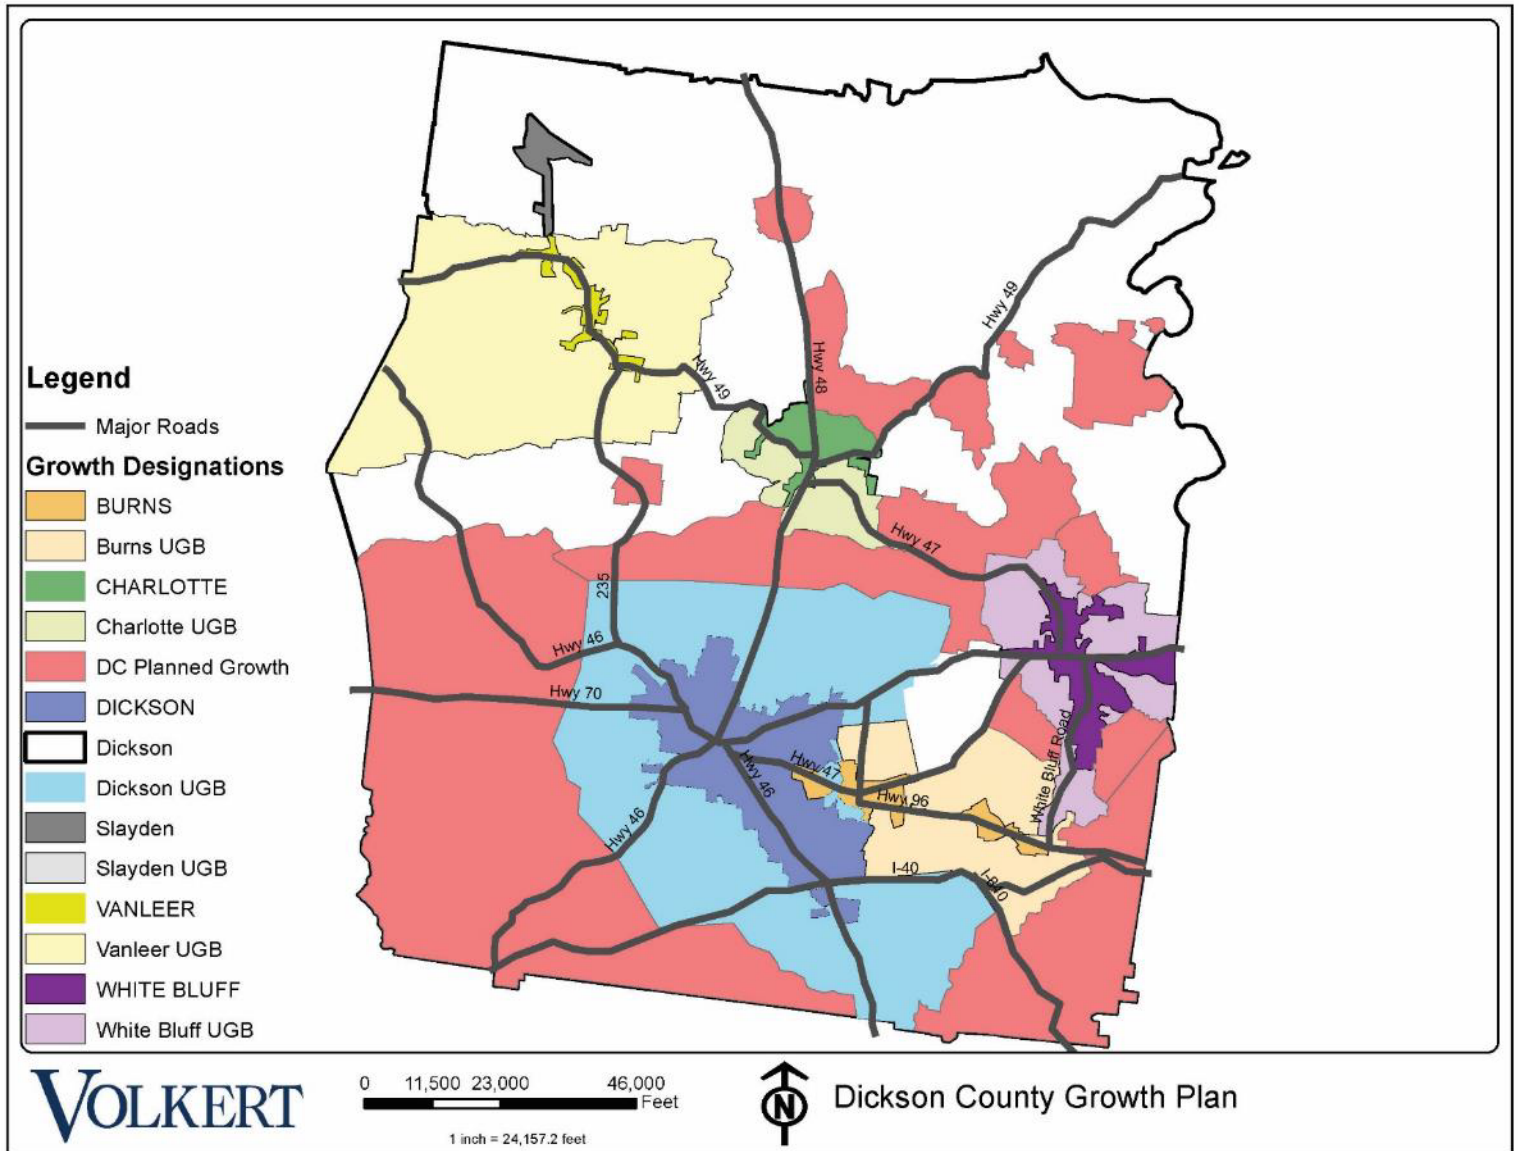 Hwy 49
Hwy 48
Hwy 49
Hwy 47
235
Hwy 46
Hwy 70
Hwy 47
Hwy 46
Hwy 96
White Bluff Road
Hwy 46
I-40
I-840
Legend
Major Roads
Growth Designations
BURNS
Burns UGB
CHARLOTTE
Charlotte UGB
DC Planned Growth
DICKSON
Dickson
Dickson UGB
Slayden
Slayden UGB
VANLEER
Vanleer UGB
WHITE BLUFF
White Bluff UGB
VOLKERT
0 11,500 23,000 46,000
Feet
1 inch = 24,157.2 feet
N
Dickson County Growth Plan